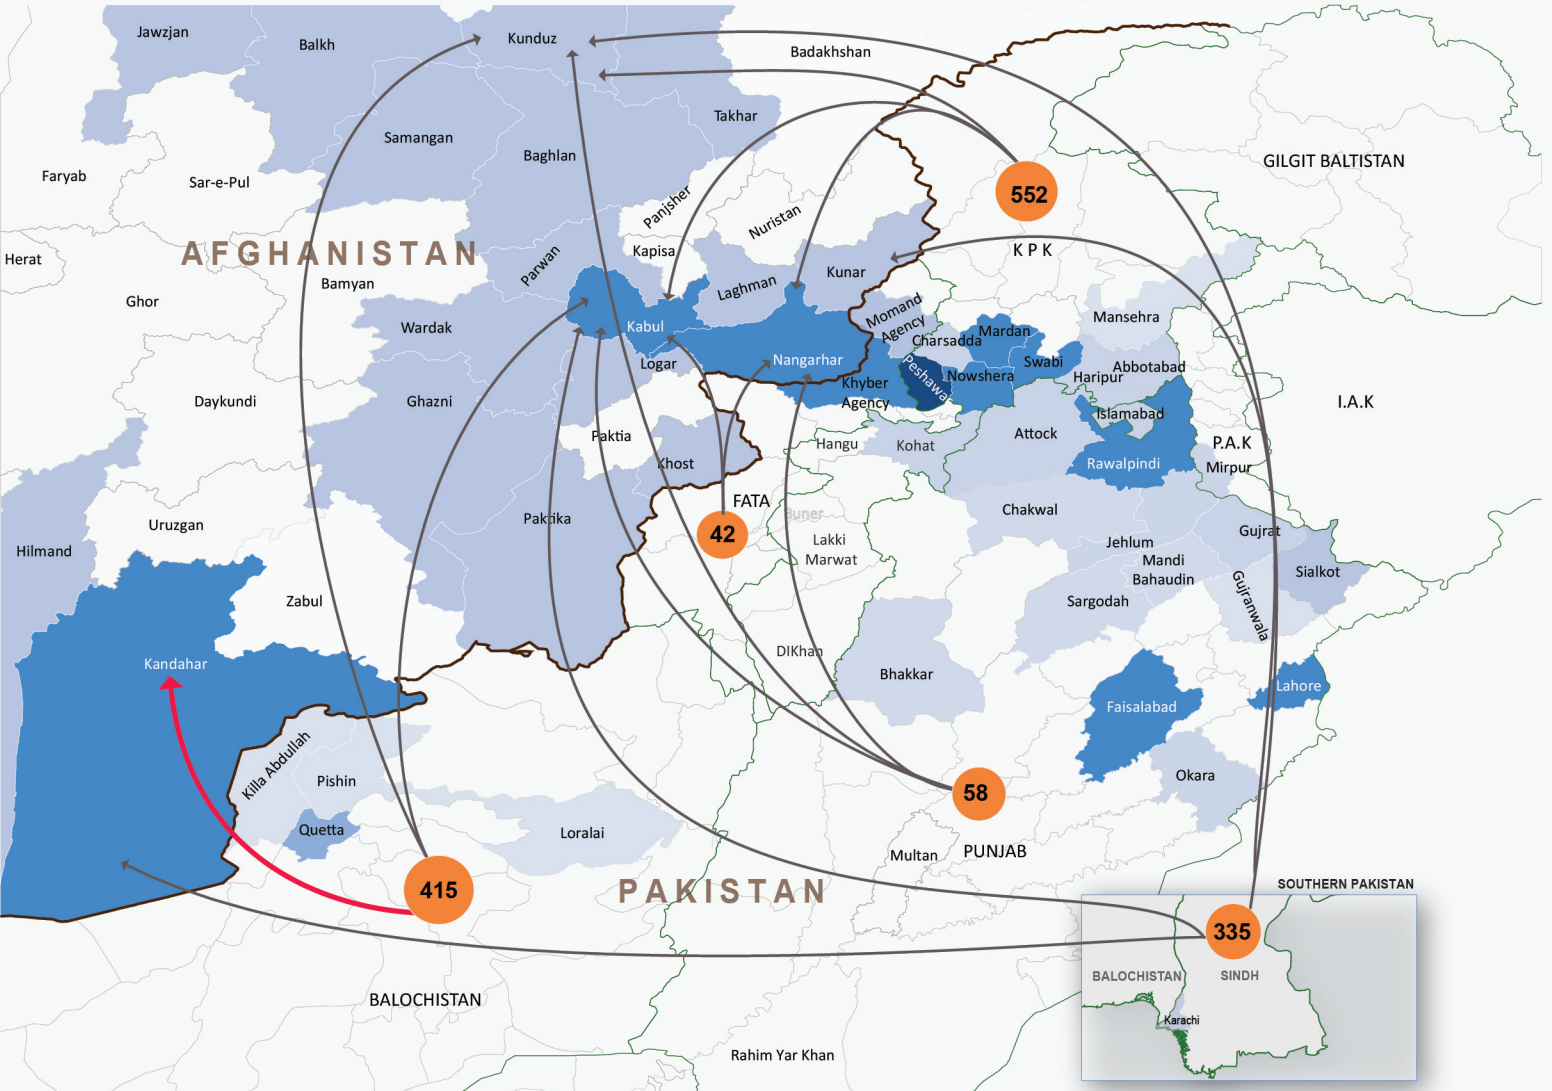 Jawzjan
Balkh
Kunduz
Badakhshan
Takhar
Samangan
Baghlan
GILGIT BALTISTAN
Faryab
Sar-e-Pul
552
Panjsher
Nuristan
AFGHANISTAN
Kapisa
KPK
Herat
Parwan
Bamyan
Kunar
Laghman
Ghor
Momand
Agency
Mansehra
Wardak
Kabul
Mardan
Charsadda
Nangarhar
Logar
Swabi
Abbotabad
Peshawa
Nowshera
Haripur
Khyber
Agency
Daykundi
Ghazni
I.A.K
Islamabad
Paktia
Attock
Hangu
Kohat
P.A.K
Khost
Rawalpindi
Mirpur
FATA
Buner
Chakwal
Uruzgan
Paktika
42
Gujrat
Hilmand
Lakki
Marwat
Jehlum
Mandi
Bahaudin
Sialkot
Zabul
Sargodah
Gujranwala
DIKhan
Kandahar
Bhakkar
Lahore
Faisalabad
Killa Abdullah
Pishin
Okara
58
Quetta
Loralai
Multan
PUNJAB
415
PAKISTAN
SOUTHERN PAKISTAN
335
BALOCHISTAN
SINDH
BALOCHISTAN
Karachi
Rahim Yar Khan